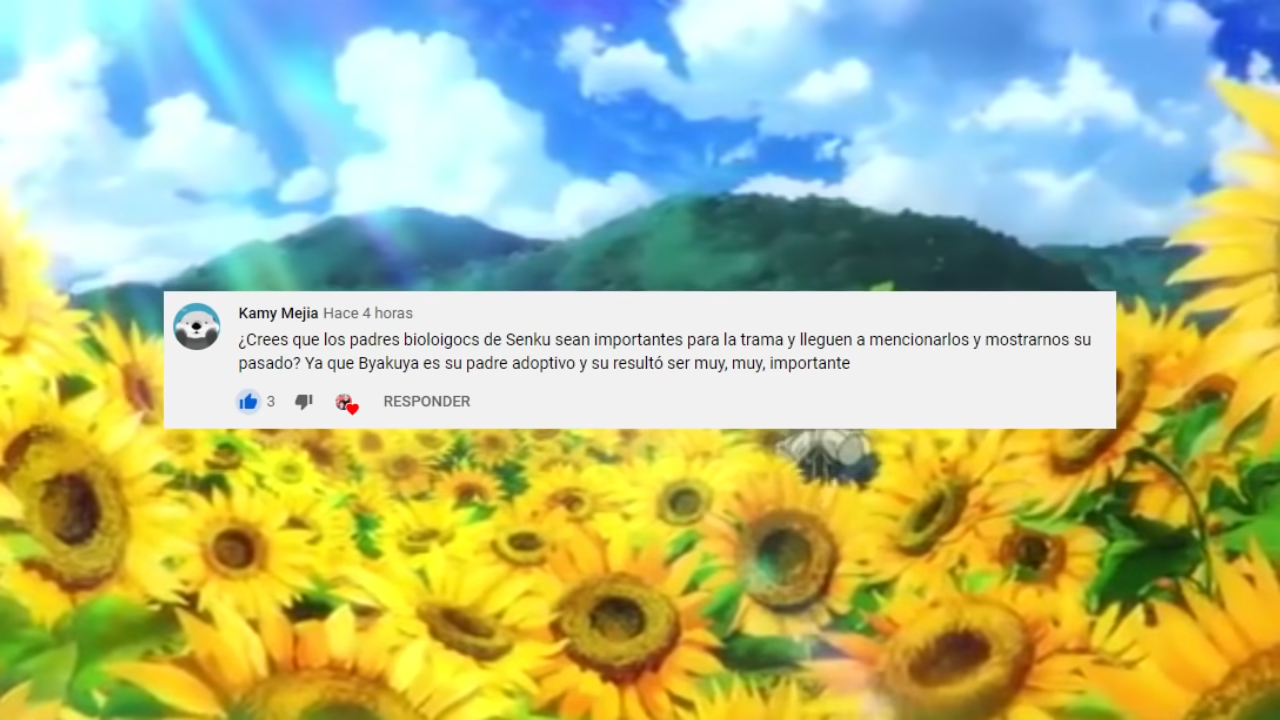 Kamy Mejia Hace 4 horas
¿Crees que los padres bioloigocs de Senku sean importantes para la trama y lleguen a mencionarlos y mostrarnos su
pasado? Ya que Byakuya es su padre adoptivo y su resultó ser muy, muy, importante
3 RESPONDER